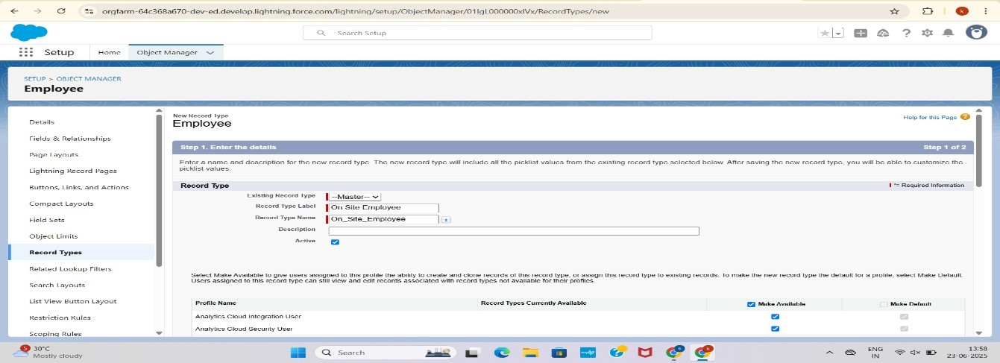 orgfarm-64c368a670-dev-ed.develop.lightning.force.com/lightning/setup/ObjectManager/01IgL000000xlVx/RecordTypes/new
k
Search Setup
Setup
Home
Object Manager
SETUP > OBJECT MANAGER
Employee
Details
Fields & Relationships
Page Layouts
Lightning Record Pages
Buttons, Links, and Actions
Compact Layouts
Field Sets
Object Limits
Record Types
Related Lookup Filters
Search Layouts
List View Button Layout
Restriction Rules
Scoping Rules
New Record Type
Employee
Help for this Page ?
Step 1. Enter the details
Step 1 of 2
Enter a name and description for the new record type. The new record type will include all the picklist values from the existing record type selected below. After saving the new record type, you will be able to customize the
picklist values.
Record Type
= Required Information
Existing Record Type --Master--
Record Type Label On Site Employee
Record Type Name On_Site_Employee i
Description
Active
Select Make Available to give users assigned to this profile the ability to create and clone records of this record type, or assign this record type to existing records. To make the new record type the default for a profile, select Make Default.
Users assigned to this record type can still view and edit records associated with record types not available for their profiles.
Profile Name Record Types Currently Available Make Available Make Default
Analytics Cloud Integration User
Analytics Cloud Security User
5
30°C
Mostly cloudy
Search
ENG
IN
13:58
23-06-2025